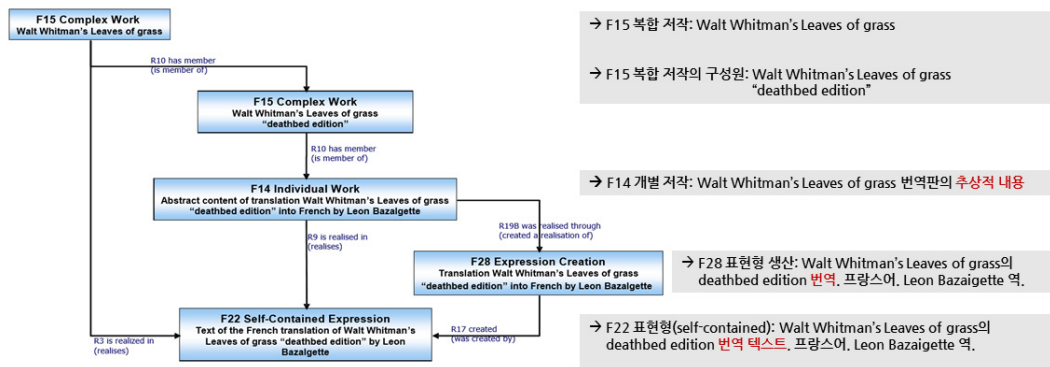 F15 Complex Work
Walt Whitman's Leaves of grass
R10 has member
(is member of)
F15 Complex Work
Walt Whitman's Leaves of grass
"deathbed edition"
R10 has member
(is member of)
F14 Individual Work
Abstract content of translation Walt Whitman's Leaves of grass
"deathbed edition" into French by Leon Bazalgette
R9 is realised in
(realises)
R19B was realised through
(created a realisation of)
F28 Expression Creation
Translation Walt Whitman's Leaves of grass
"deathbed edition" into French by Leon Bazalgette
F22 Self-Contained Expression
Text of the French translation of Walt Whitman's
Leaves of grass "deathbed edition" by Leon
Bazalgette
R17 created
(was created by)
R3 is realized in
(realises)
→ F15 복합 저작: Walt Whitman's Leaves of grass
→ F15 복합 저작의 구성원: Walt Whitman's Leaves of grass
"deathbed edition"
→ F14 개별 저작: Walt Whitman's Leaves of grass 번역판의 추상적 내용
→ F28 표현형 생산: Walt Whitman's Leaves of grass의
deathbed edition 번역. 프랑스어. Leon Bazaigette 역.
→ F22 표현형(self-contained): Walt Whitman's Leaves of grass의
deathbed edition 번역 텍스트. 프랑스어. Leon Bazaigette 역.